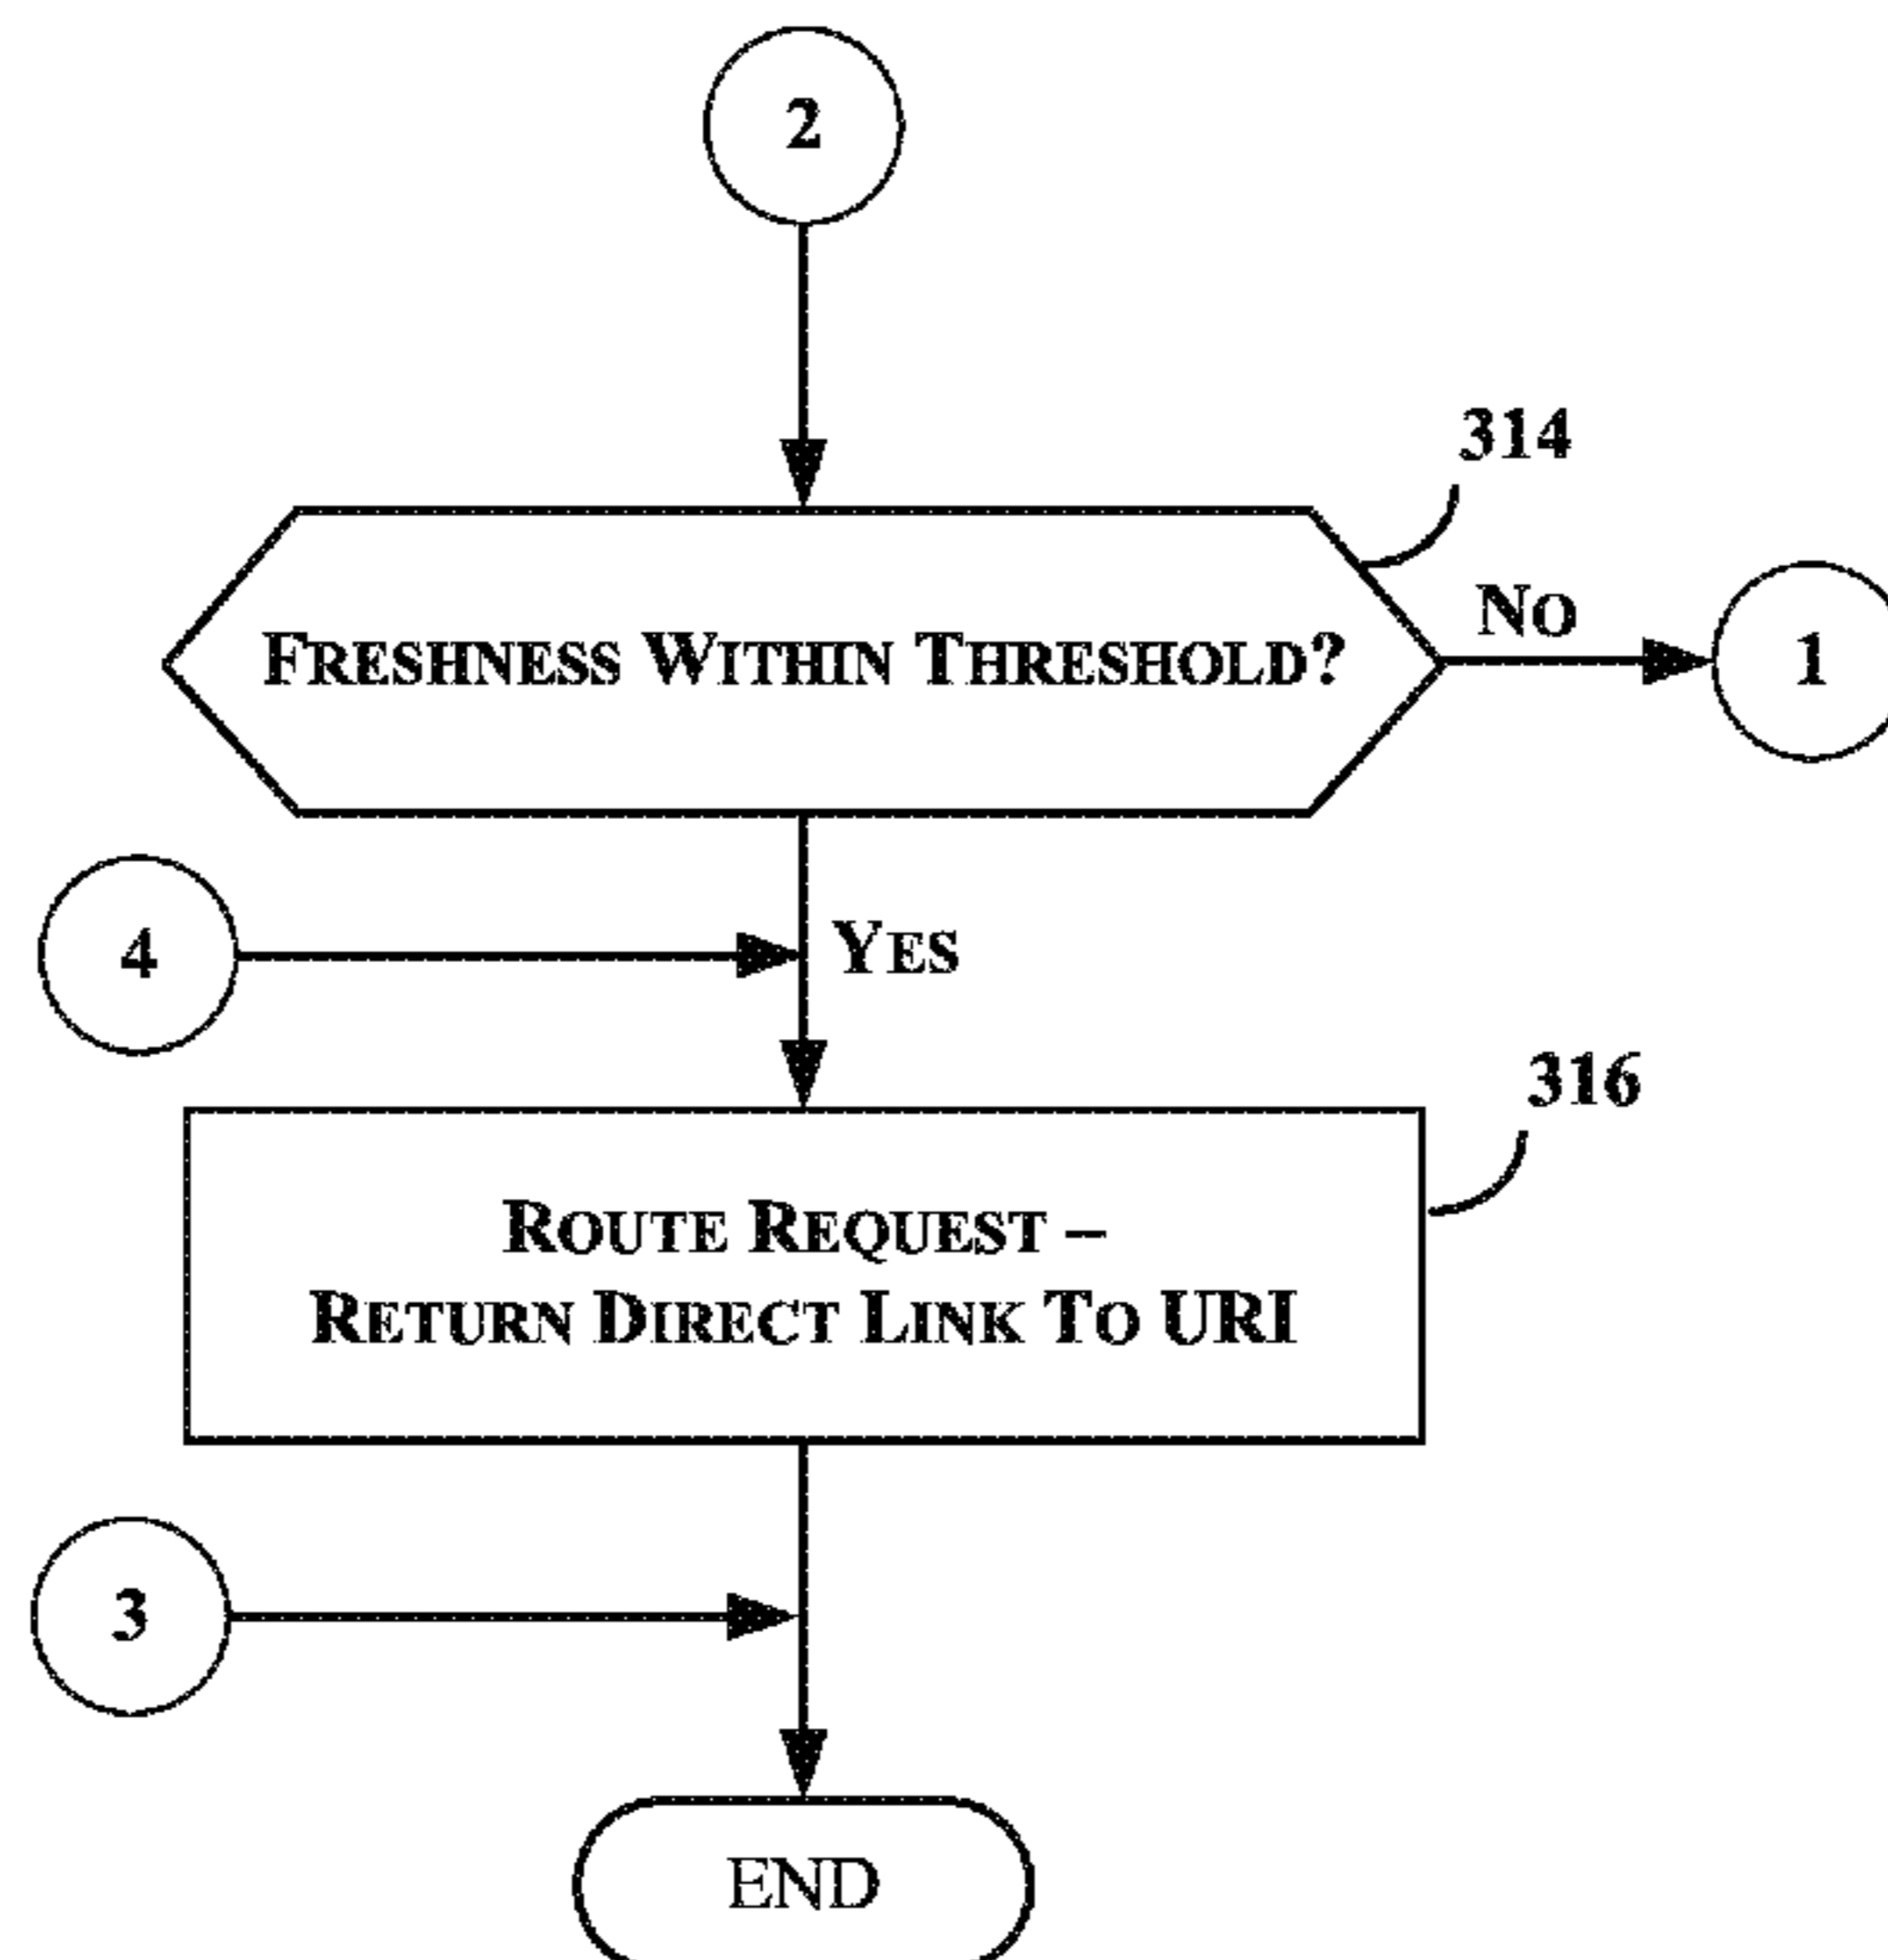 2
314
FRESHNESS WITHIN THRESHOLD?
NO
1
4
YES
316
ROUTE REQUEST –
RETURN DIRECT LINK TO URI
3
END